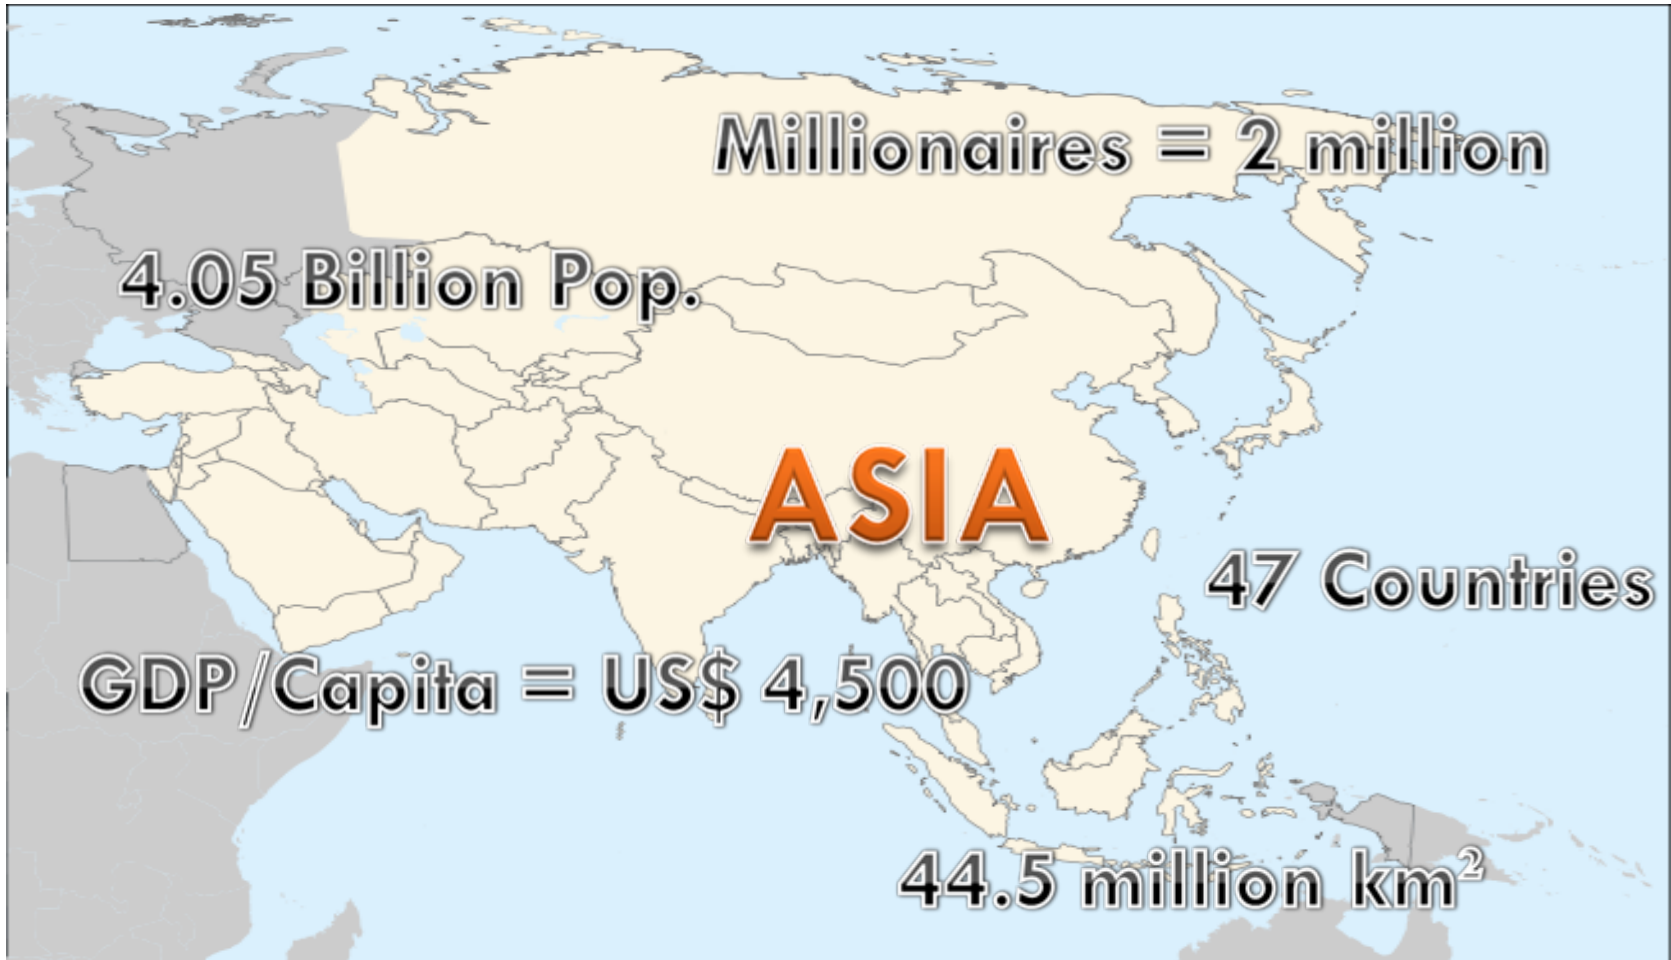 Millionaires = 2 million
4.05 Billion Pop.
ASIA
47 Countries
GDP/Capita = US$ 4,500
44.5 million km²